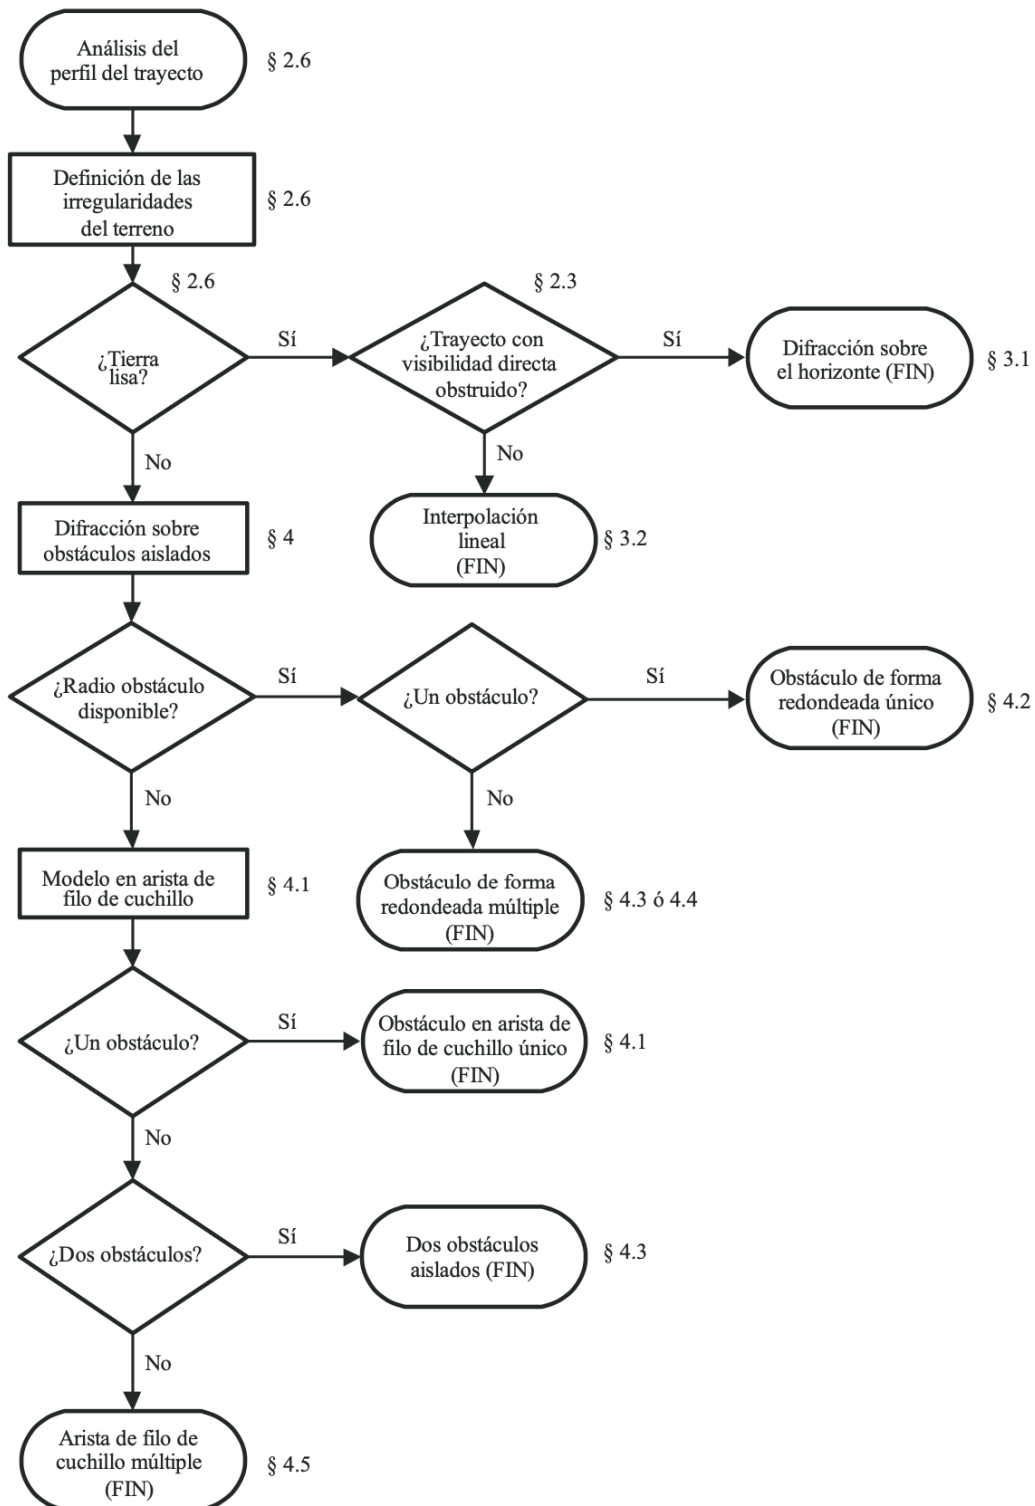 Análisis del
perfil del trayecto
§ 2.6
Definición de las
irregularidades
del terreno
§ 2.6
§ 2.6
¿Tierra
lisa?
Sí
§ 2.3
¿Trayecto con
visibilidad directa
obstruido?
Sí
Difracción sobre
el horizonte (FIN)
§ 3.1
No
No
Interpolación
lineal
(FIN)
§ 3.2
Difracción sobre
obstáculos aislados
§ 4
¿Radio obstáculo
disponible?
Sí
¿Un obstáculo?
Sí
Obstáculo de forma
redondeada único
(FIN)
§ 4.2
No
No
Modelo en arista de
filo de cuchillo
§ 4.1
Obstáculo de forma
redondeada múltiple
(FIN)
§ 4.3 ó 4.4
¿Un obstáculo?
Sí
Obstáculo en arista de
filo de cuchillo único
(FIN)
§ 4.1
No
¿Dos obstáculos?
Sí
Dos obstáculos
aislados (FIN)
§ 4.3
No
Arista de filo de
cuchillo múltiple
(FIN)
§ 4.5